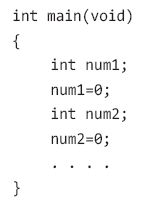 int main(void)
{
int num1;
num1=0;
int num2;
num2=0;
. . . .
}